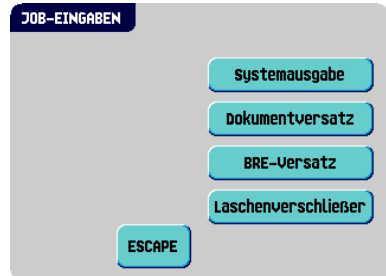 JOB-EINGABEN
Systemausgabe
Dokumentversatz
BRE-Versatz
Laschenverschließer
ESCAPE